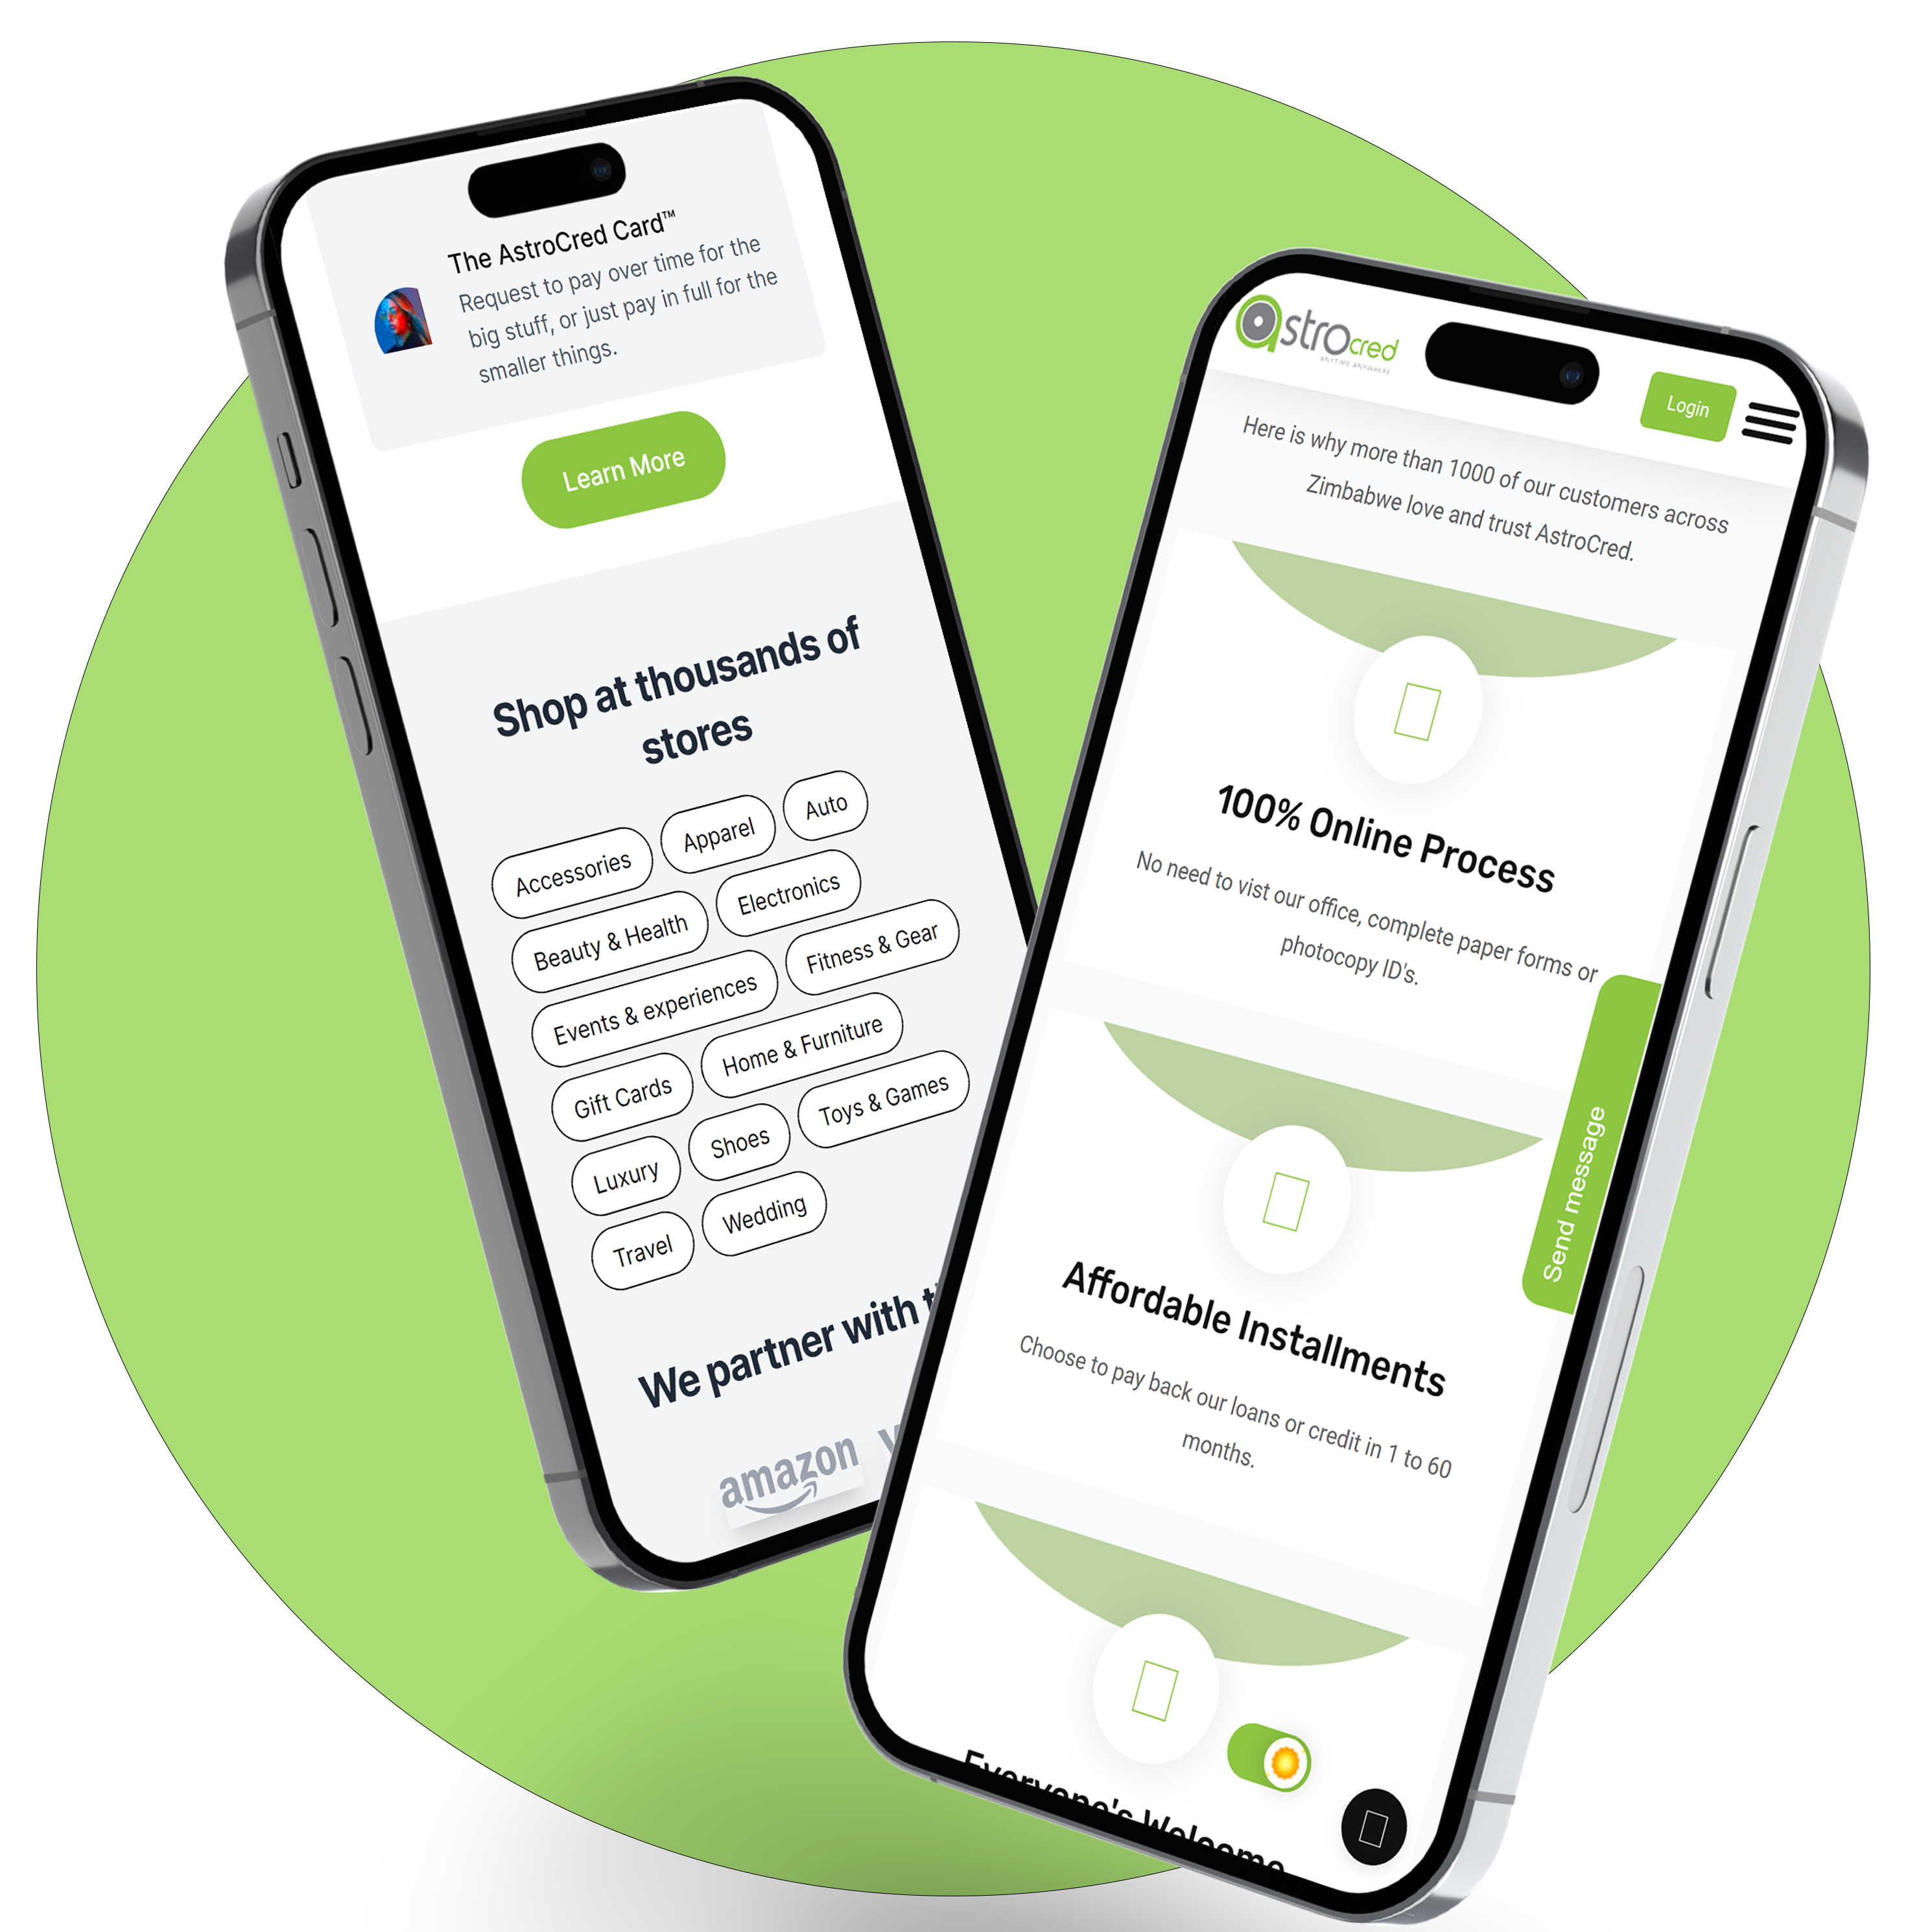 The AstroCred Card™
Request to pay over time for the
big stuff, or just pay in full for the
smaller things.
Learn More
Shop at thousands of
stores
Accessories
Apparel
Auto
Beauty & Health
Electronics
Events & experiences
Fitness & Gear
Gift Cards
Home & Furniture
Luxury
Shoes
Toys & Games
Travel
Wedding
We partner with
amazon
astrocred
ANYTIME ANYWHERE
Login
Here is why more than 1000 of our customers across
Zimbabwe love and trust AstroCred.
100% Online Process
No need to vist our office, complete paper forms or
photocopy ID's.
Send message
Affordable Installments
Choose to pay back our loans or credit in 1 to 60
months.
Everyone's Welcome